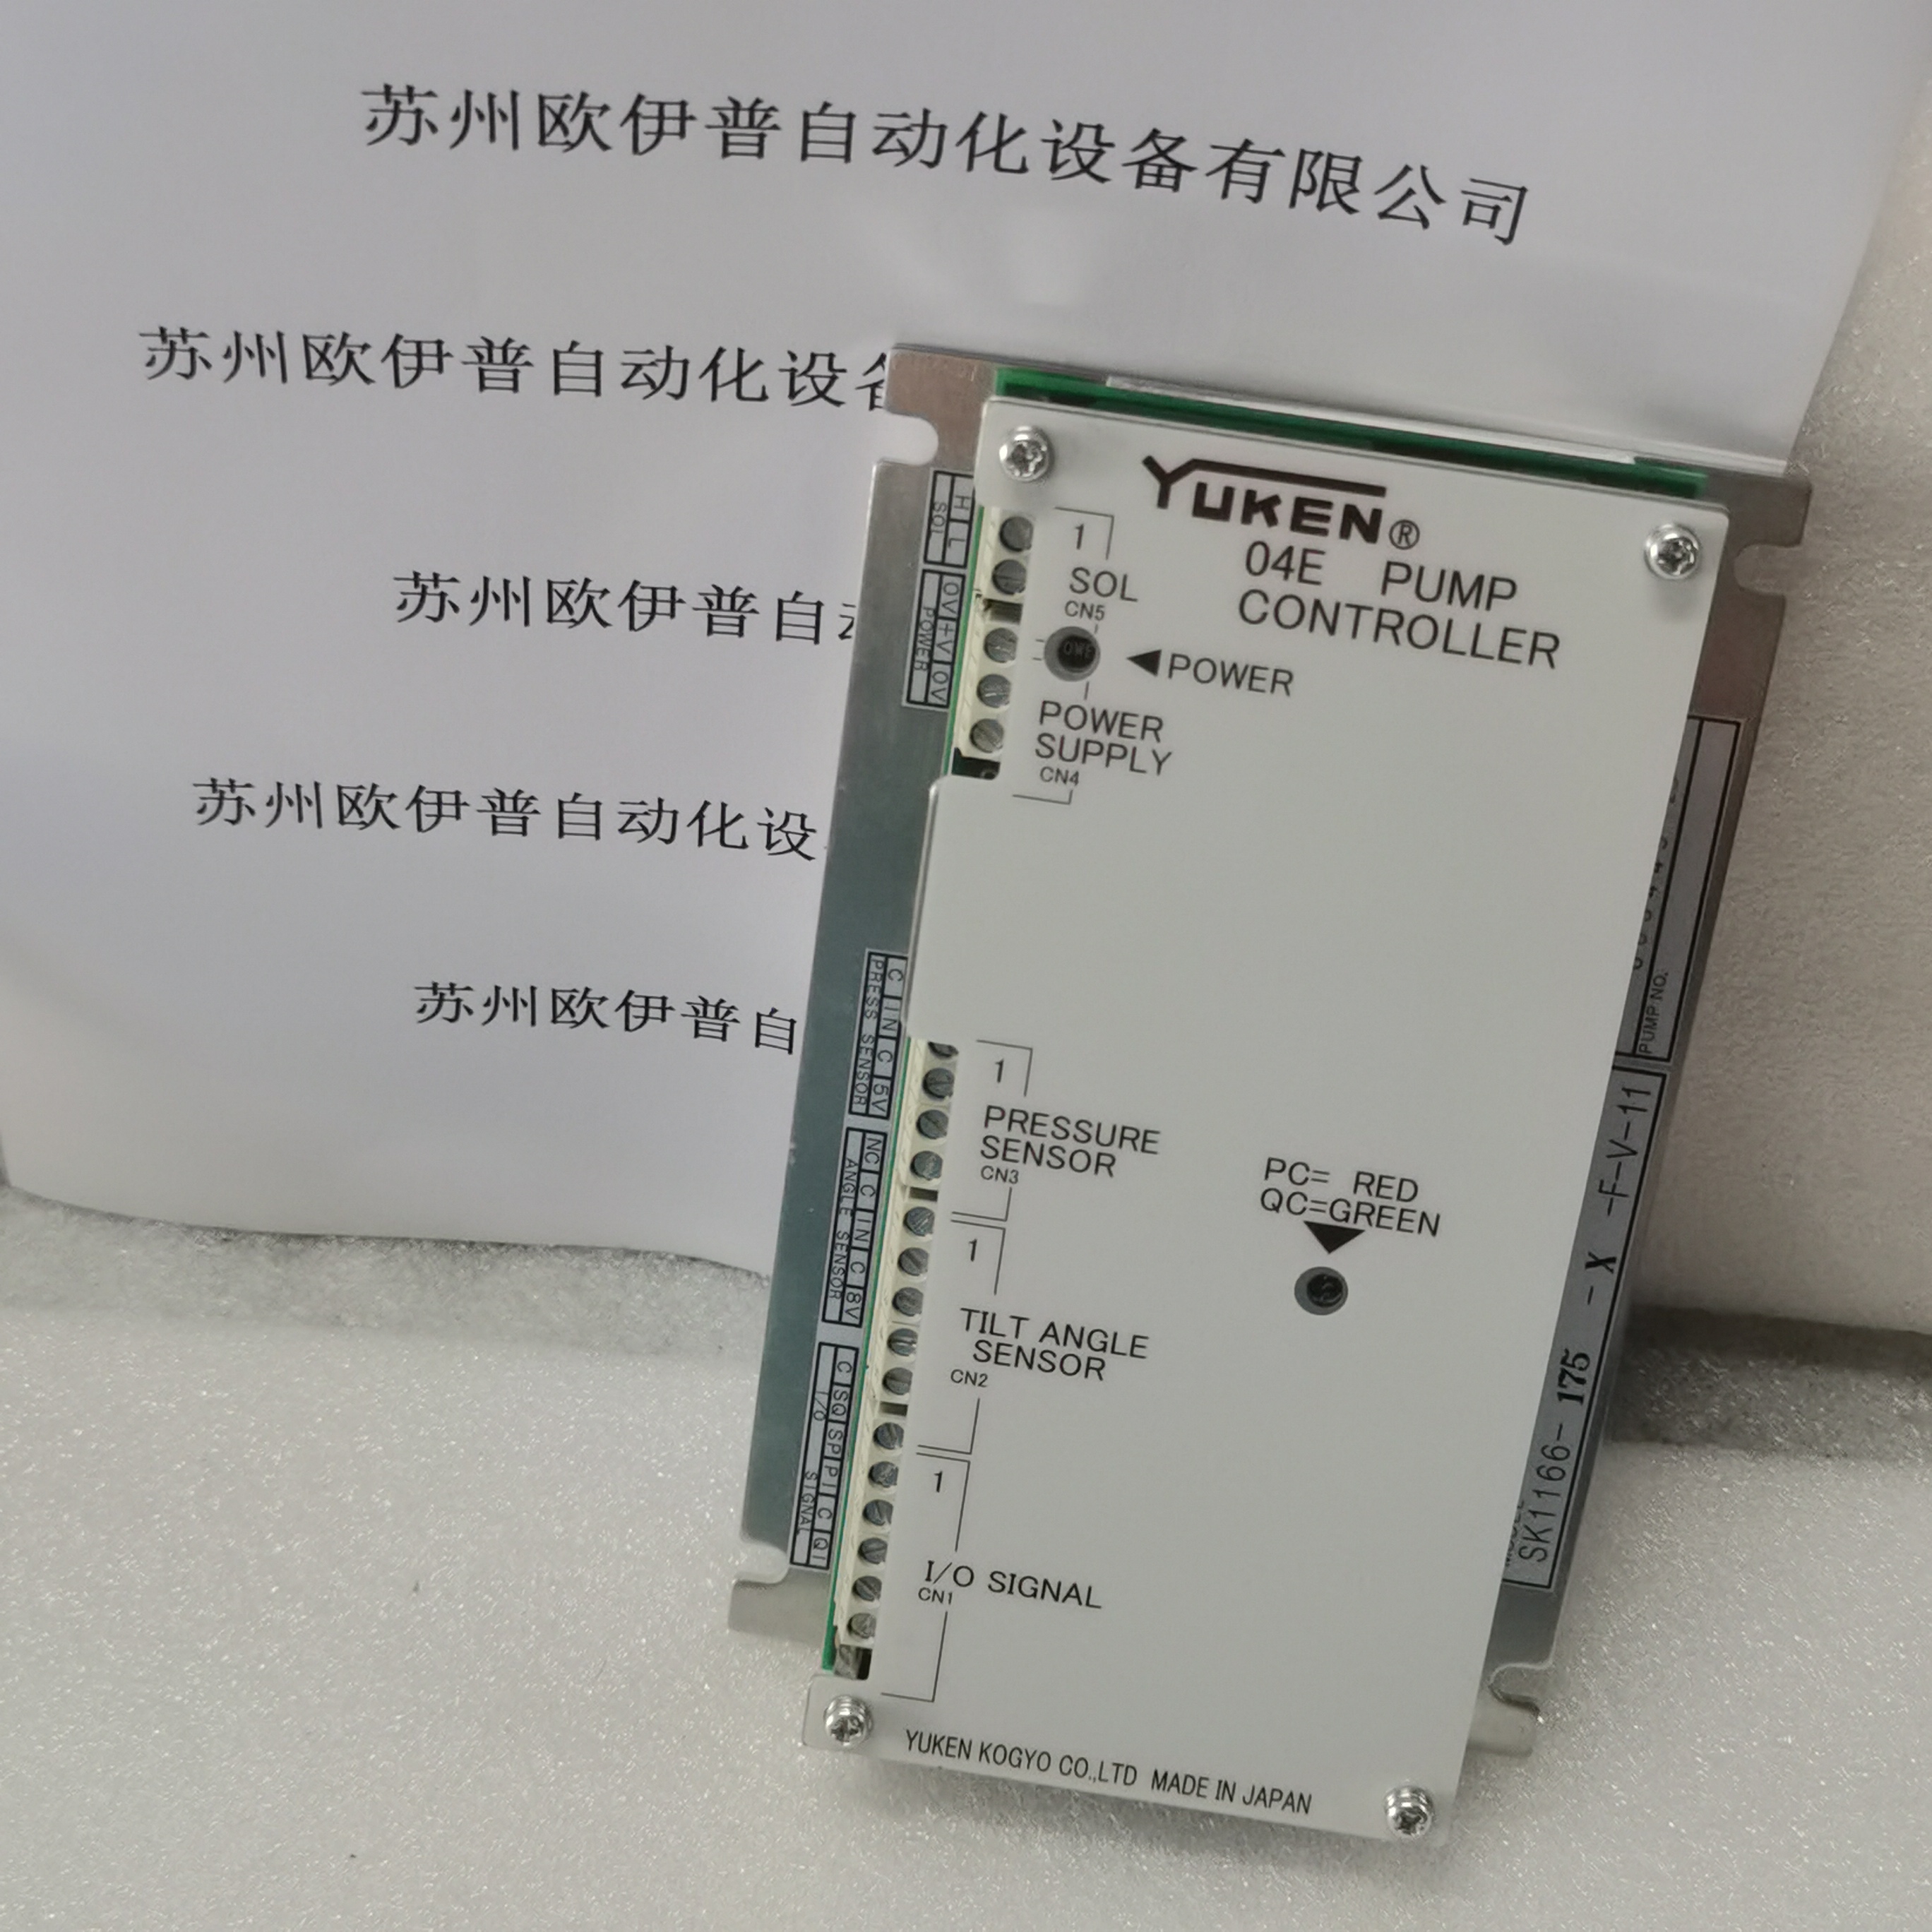 苏州欧伊普自动化设备有限公司
苏州欧伊普自动化设
苏州欧伊普自
苏州欧伊普自动化设
苏州欧伊普自
YUKEN®
04E PUMP
CONTROLLER
1
SOL
CN5
◀POWER
POWER
SUPPLY
CN4
1
PRESSURE
SENSOR
CN3
1
TILT ANGLE
SENSOR
CN2
1
I/O SIGNAL
CN1
PC= RED
QC=GREEN
YUKEN KOGYO CO.,LTD MADE IN JAPAN
H L
SOL
0V +V 0V
POWER
C IN C 5V
PRESS SENSOR
NC C IN C 8V
ANGLE SENSOR
C SQ SP PI C QI
I/O SIGNAL
PUMP NO.
SK1166-175 -X -F-V-11